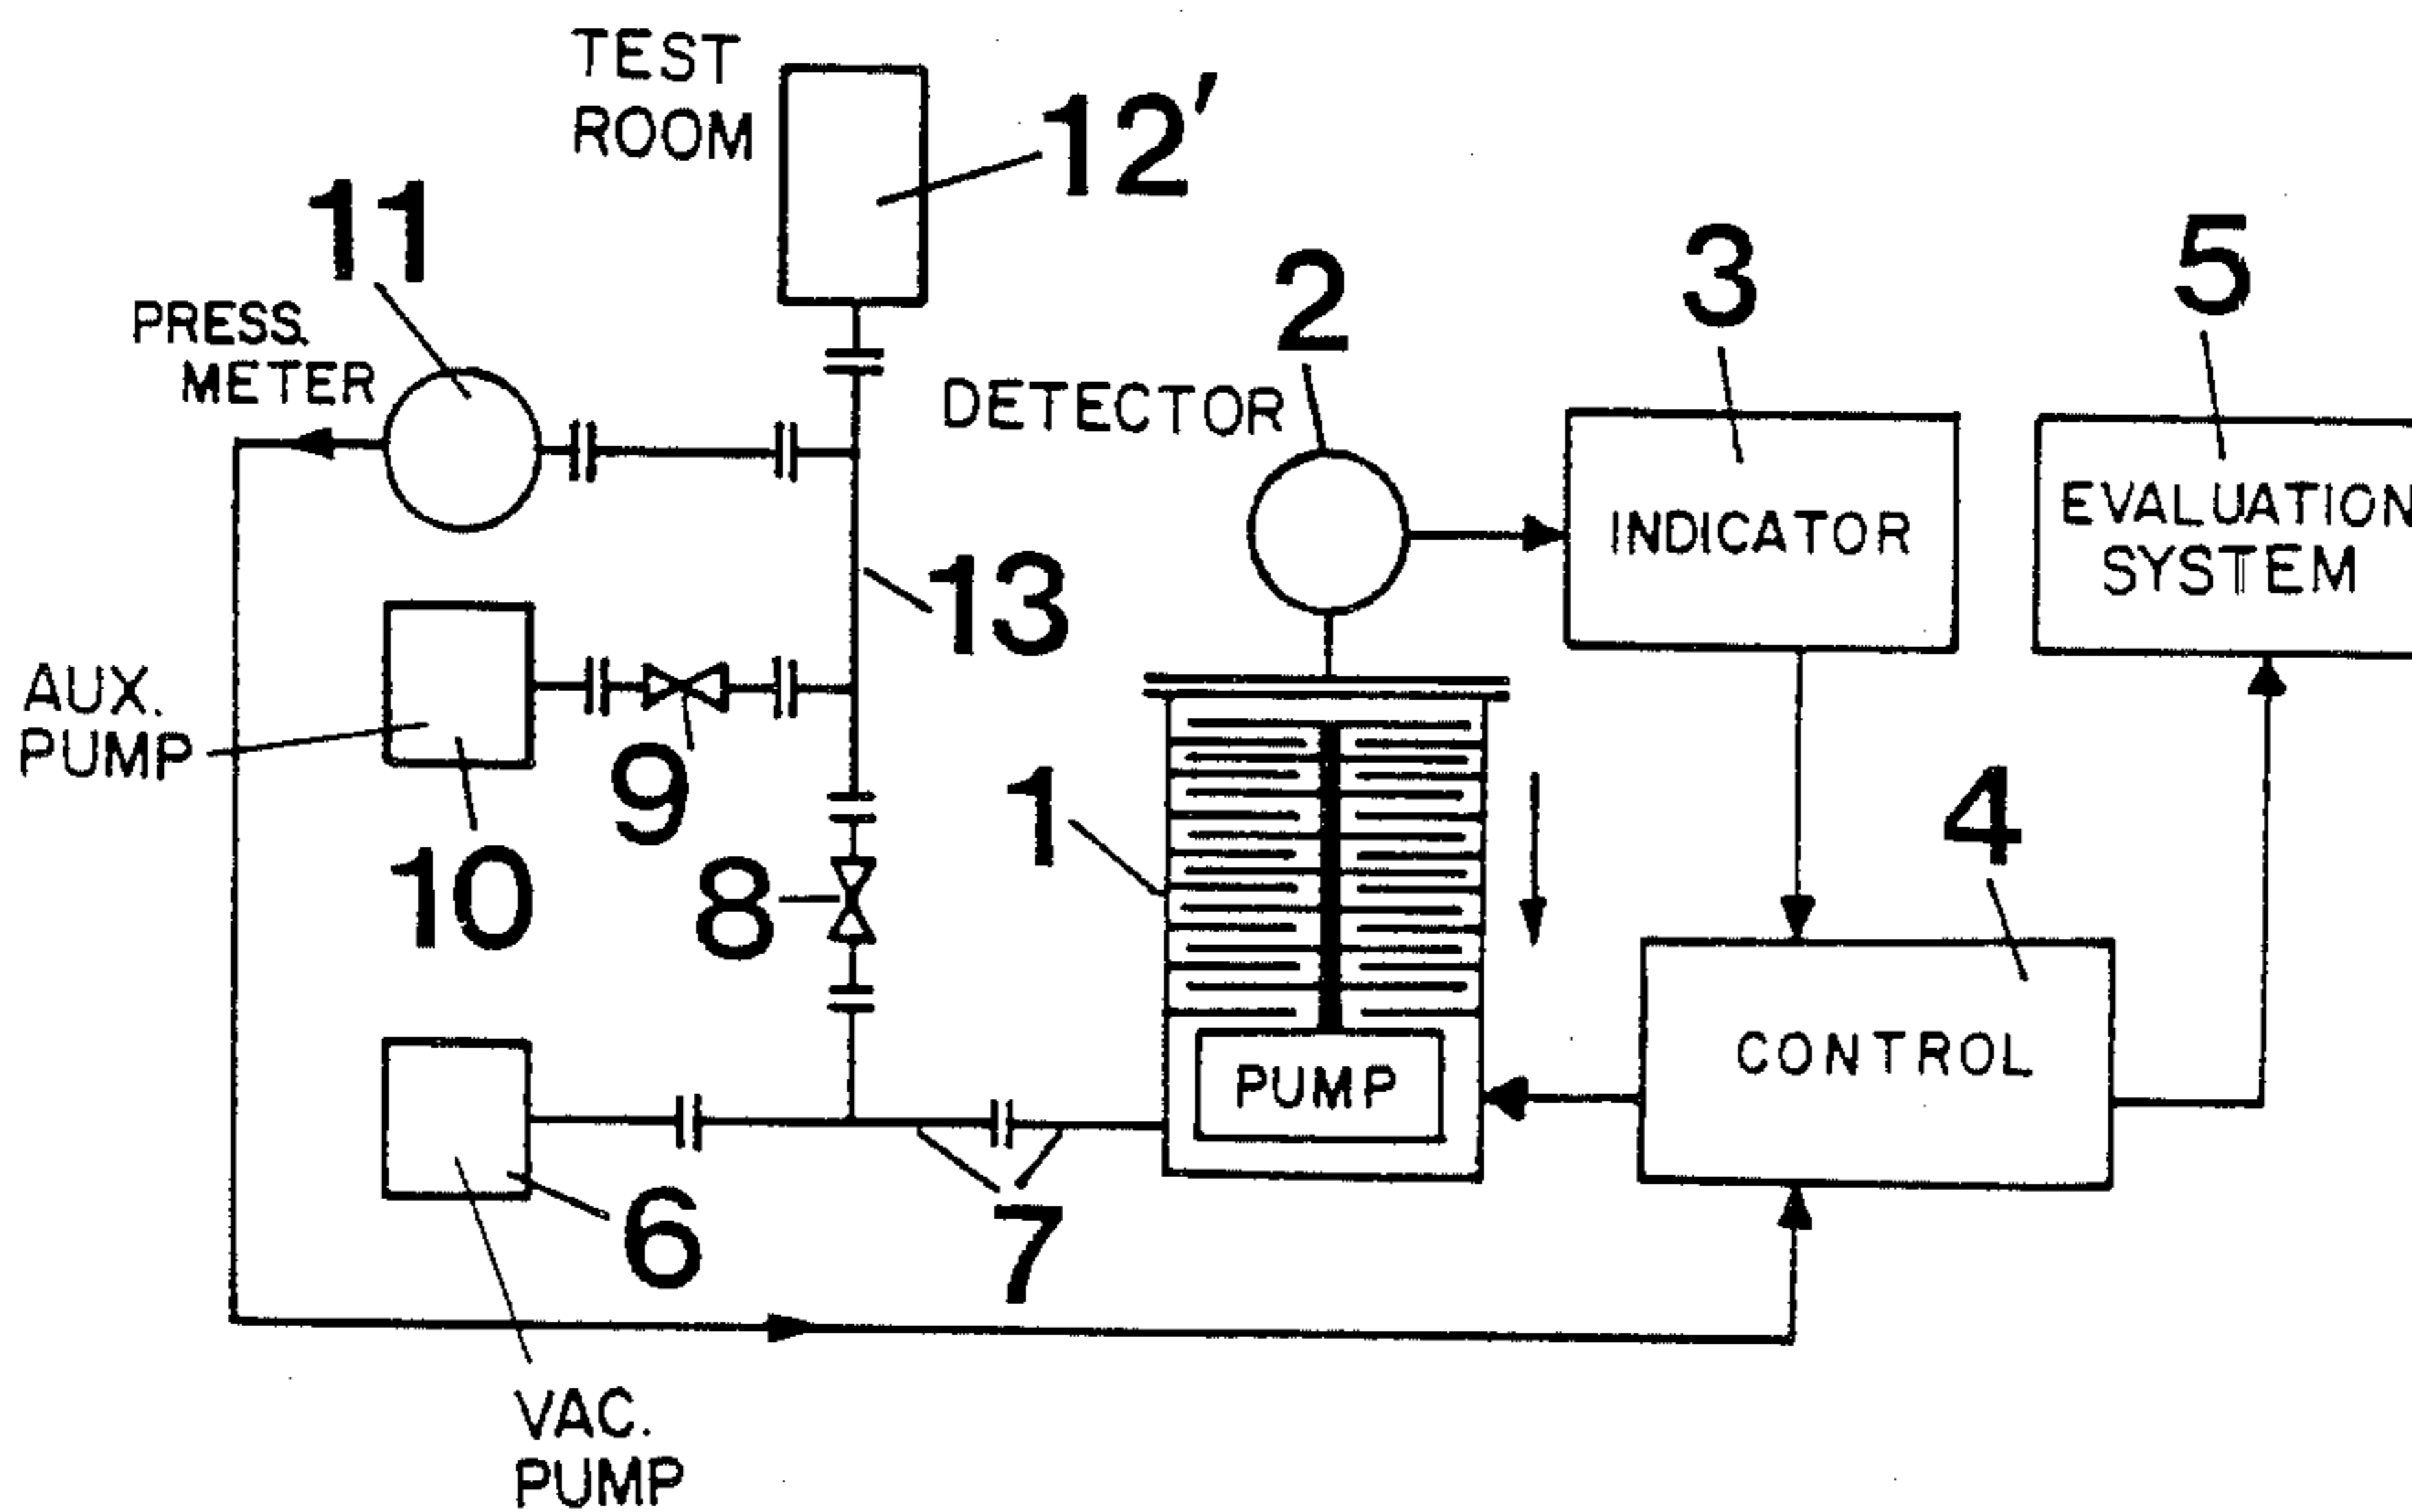 TEST
ROOM
12'
11
PRESS.
METER
2
DETECTOR
3
INDICATOR
5
EVALUATION
SYSTEM
13
AUX.
PUMP
10
9
8
1
PUMP
4
CONTROL
6
7
VAC.
PUMP